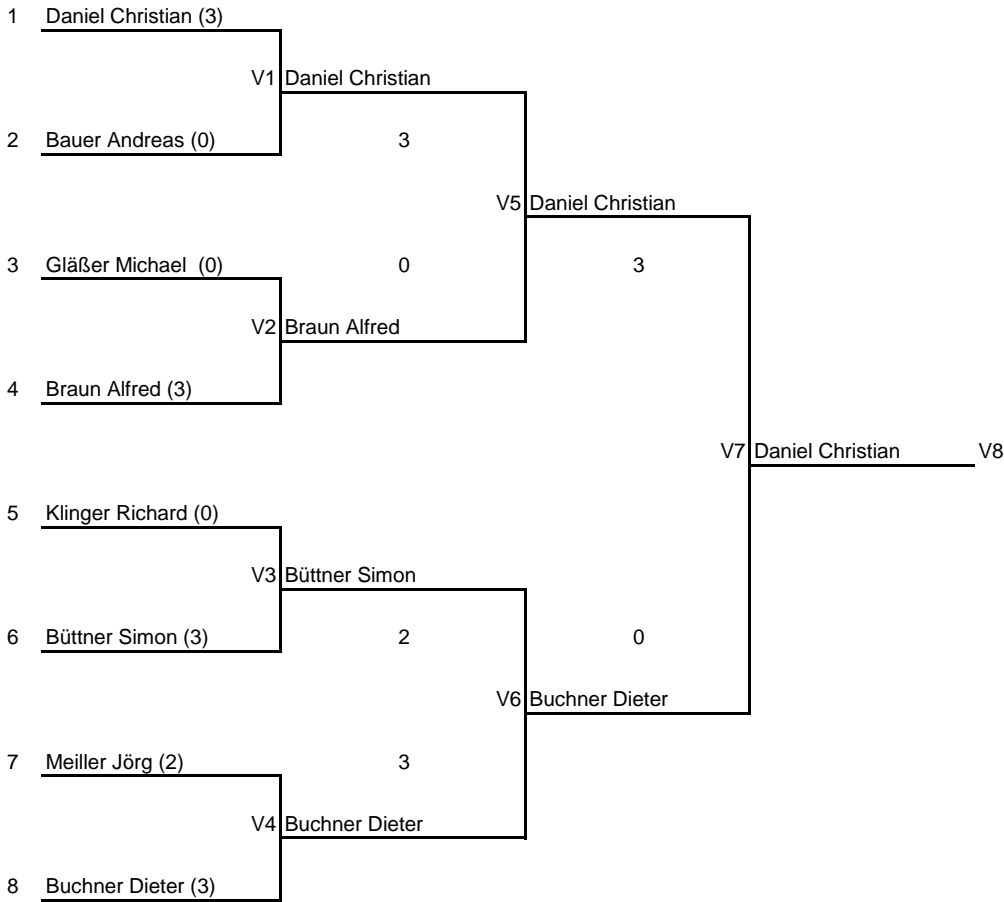 1 Daniel Christian (3)
V1 Daniel Christian
2 Bauer Andreas (0) 3
V5 Daniel Christian
3 Gläßer Michael  (0) 0 3
V2 Braun Alfred
4 Braun Alfred (3)
V7 Daniel Christian V8
5 Klinger Richard (0)
V3 Büttner Simon
6 Büttner Simon (3) 2 0
V6 Buchner Dieter
7 Meiller Jörg (2) 3
V4 Buchner Dieter
8 Buchner Dieter (3)